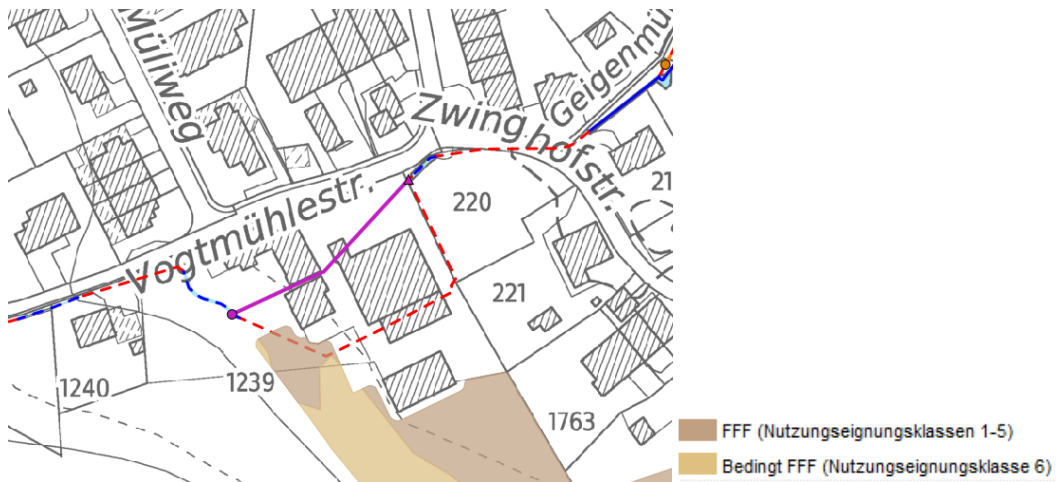 Müliweg
Zwinghofstr.
Geigenmü
Vogtmühlestr.
220
21
221
1240
1239
1763
FFF (Nutzungseignungsklassen 1-5)
Bedingt FFF (Nutzungseignungsklasse 6)